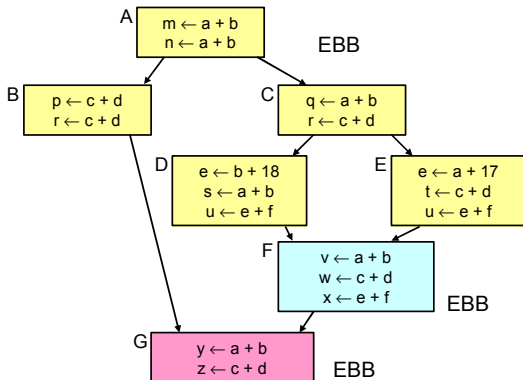 A
m ← a + b
n ← a + b
EBB
B
p ← c + d
r ← c + d
C
q ← a + b
r ← c + d
D
e ← b + 18
s ← a + b
u ← e + f
E
e ← a + 17
t ← c + d
u ← e + f
F
v ← a + b
w ← c + d
x ← e + f
EBB
G
y ← a + b
z ← c + d
EBB